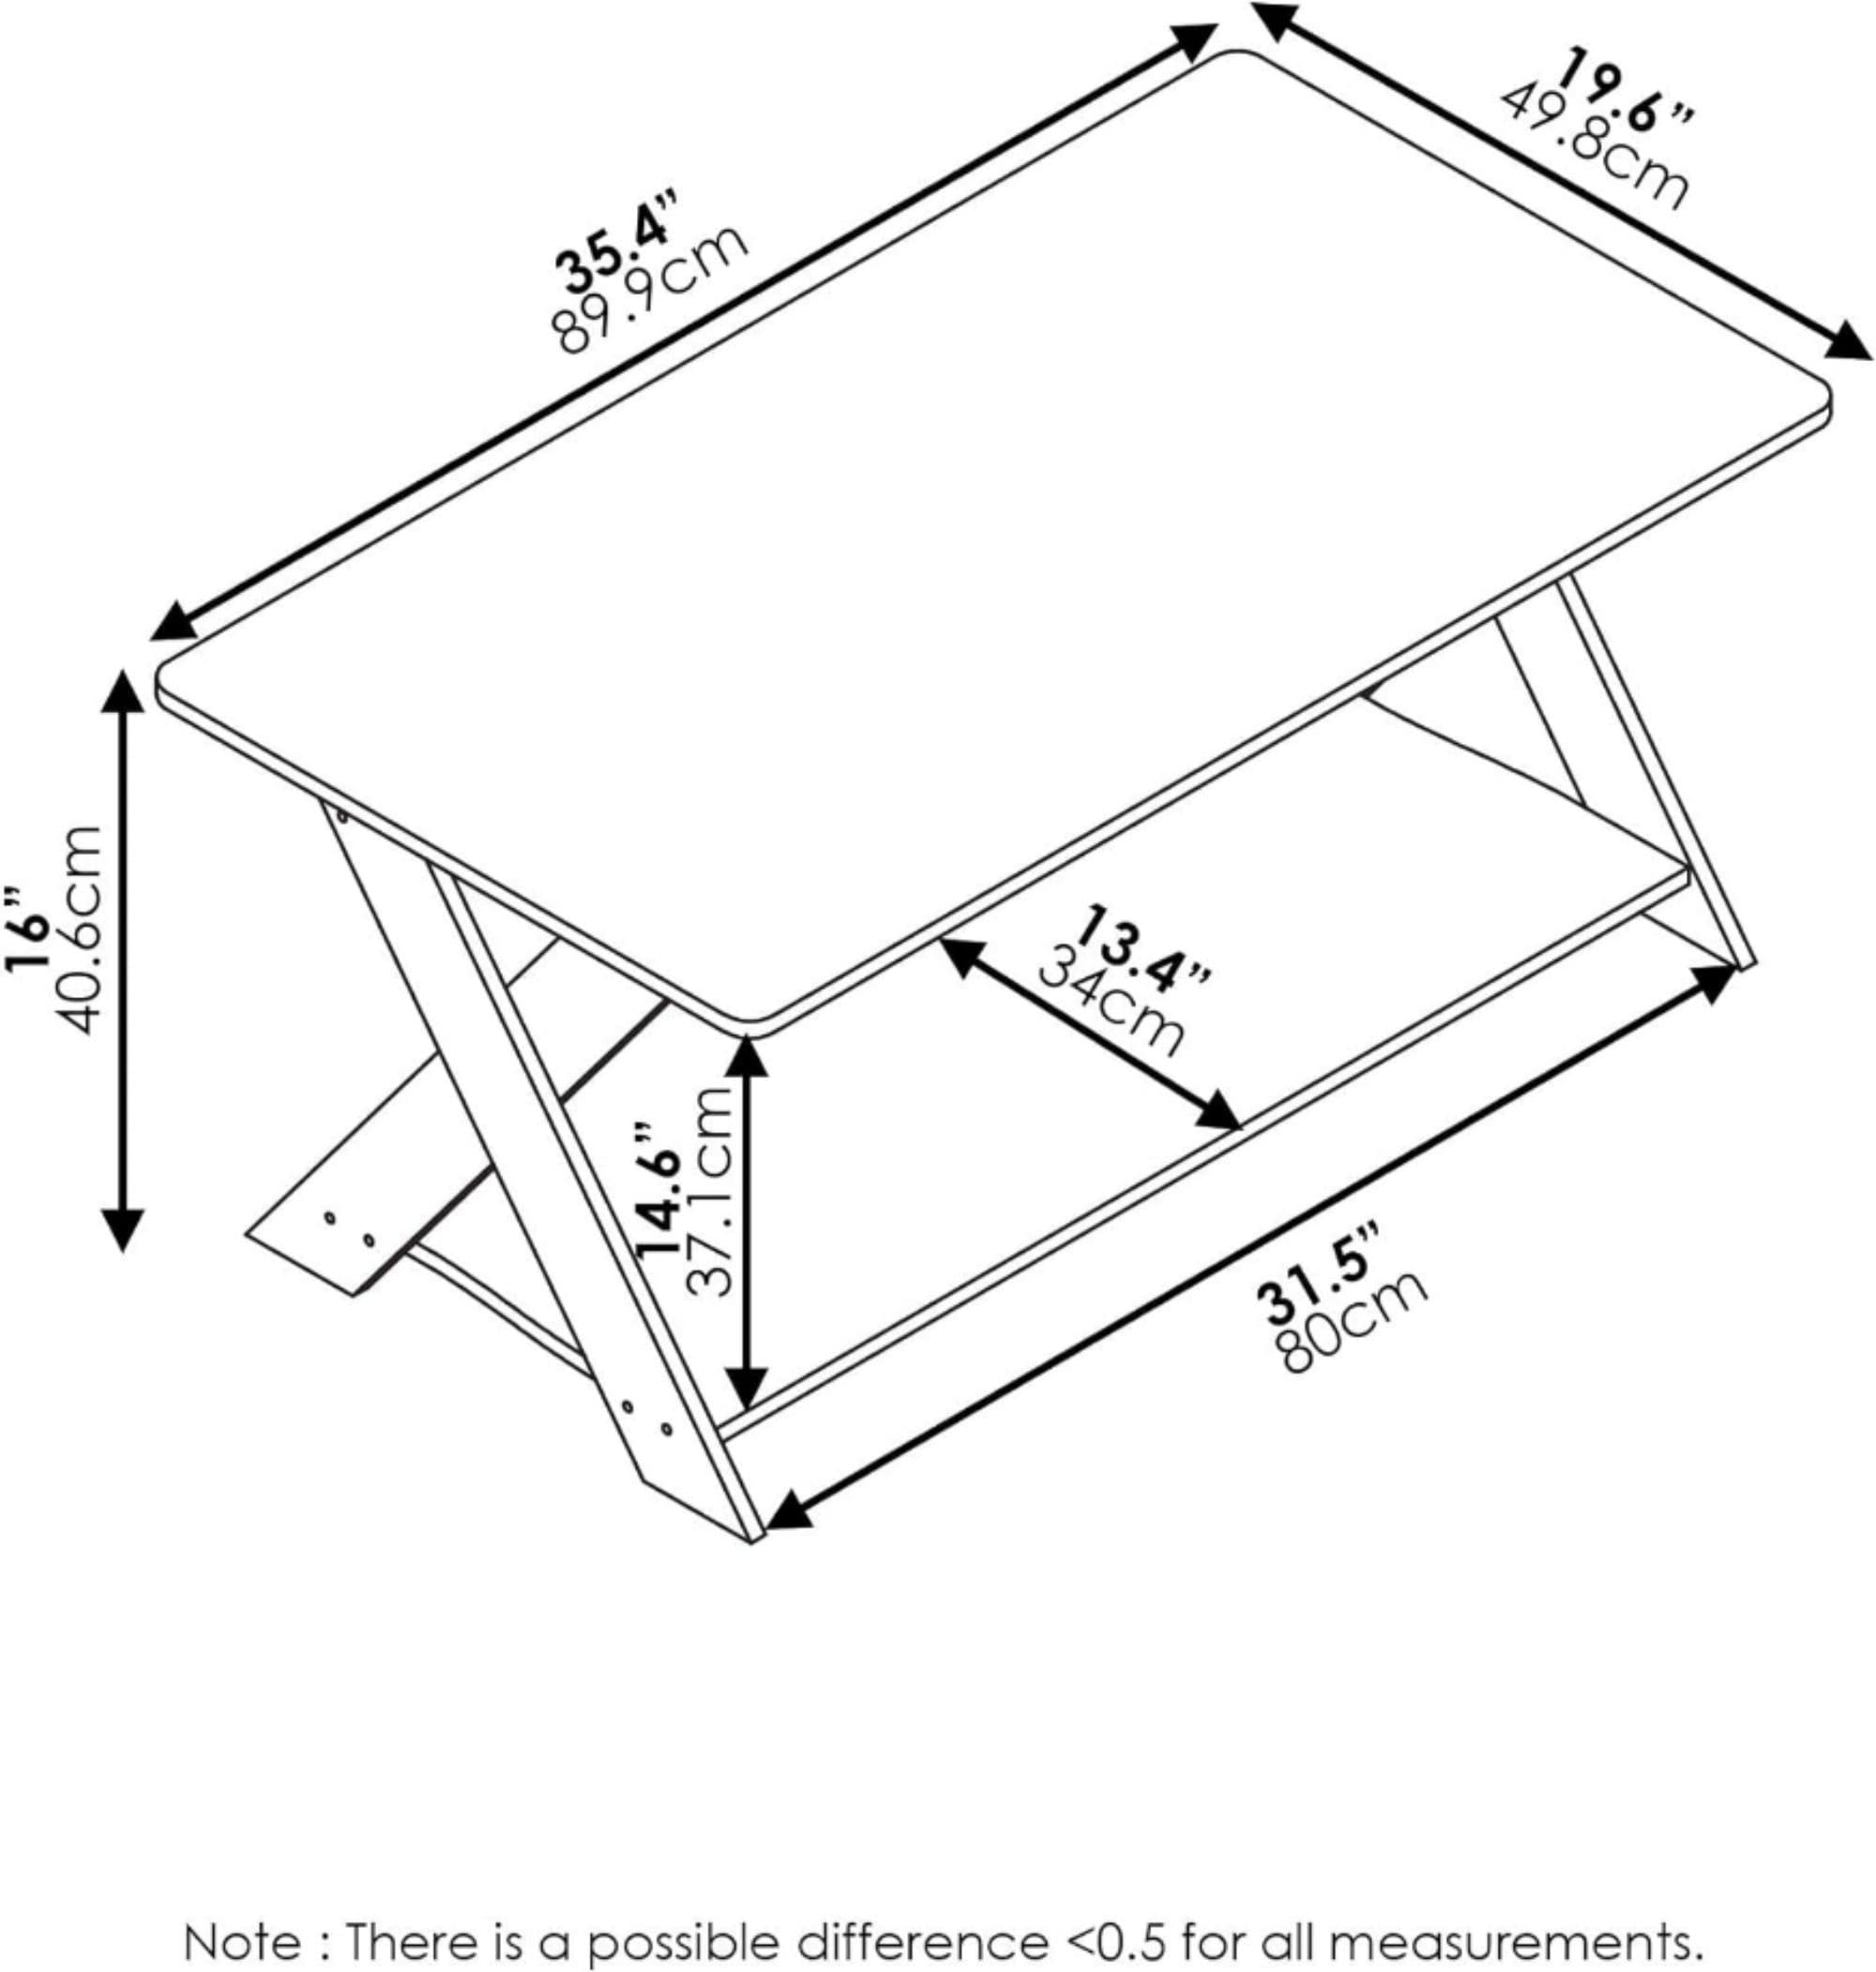 19.6”
49.8cm
35.4”
89.9cm
16”
40.6cm
13.4”
34cm
14.6”
37.1cm
31.5”
80cm
Note : There is a possible difference <0.5 for all measurements.